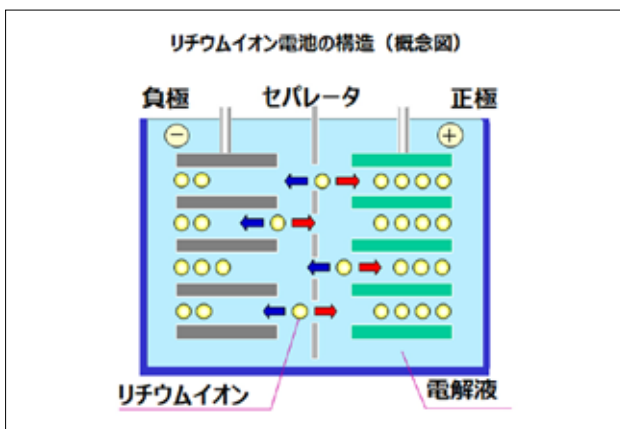 リチウムイオン電池の構造（概念図）
負極 セパレータ 正極
－ ＋
リチウムイオン 電解液